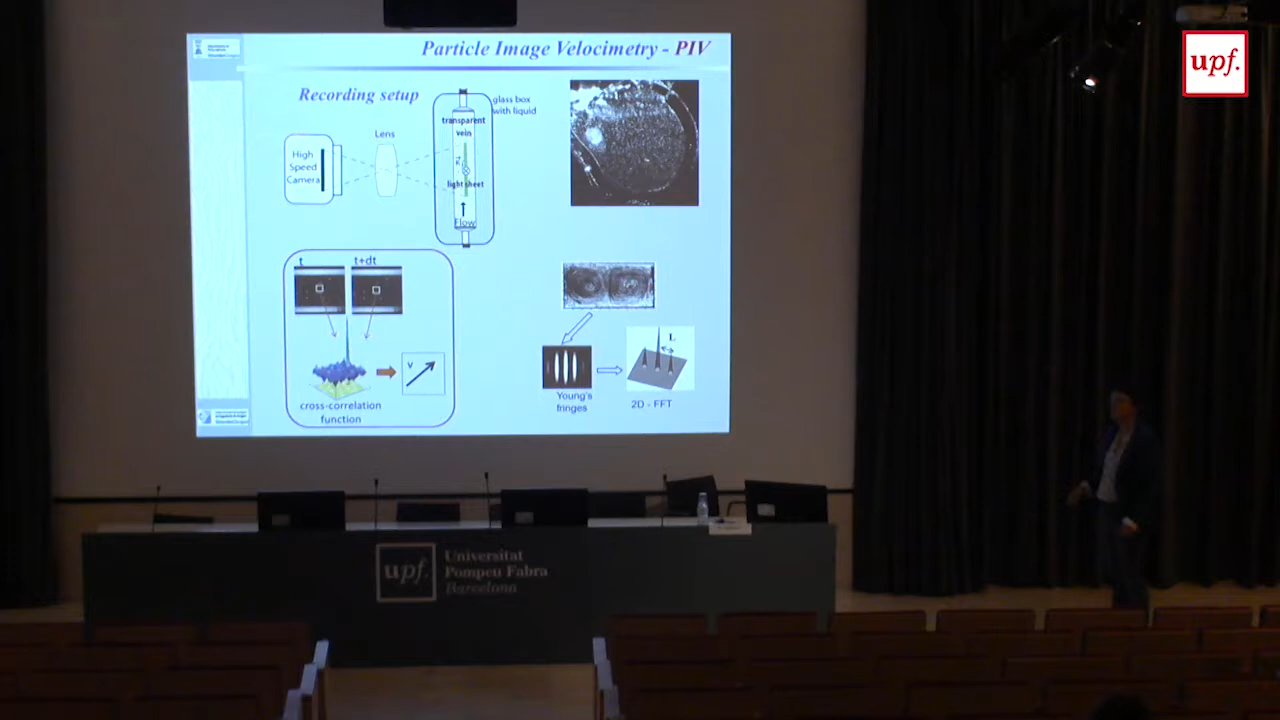 Particle Image Velocimetry - PIV
Recording setup
glass box
with liquid
transparent
vein
Lens
High
Speed
Camera
light sheet
Flow
t
t+dt
v
cross-correlation
function
L
Young's
fringes
2D - FFT
upf.
upf.
Universitat
Pompeu Fabra
Barcelona